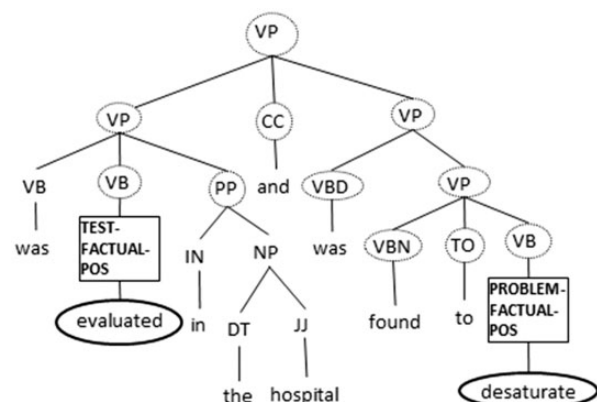 VP
VP CC VP
VB VB PP and VBD VP
was TEST-
FACTUAL-
POS
IN NP was VBN TO VB
evaluated in DT JJ found to PROBLEM-
FACTUAL-
POS
the hospital desaturate